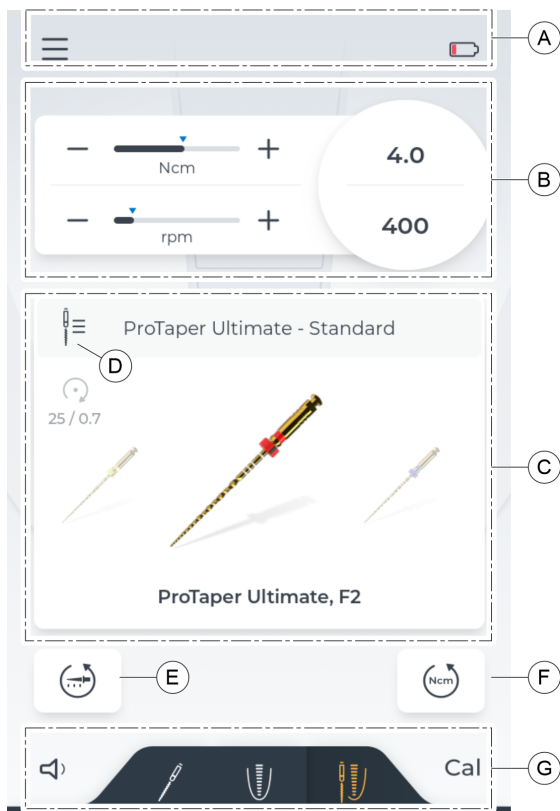 A
Ncm
4.0
B
rpm
400
ProTaper Ultimate - Standard
D
25 / 0.7
C
ProTaper Ultimate, F2
E
Ncm
F
Cal
G